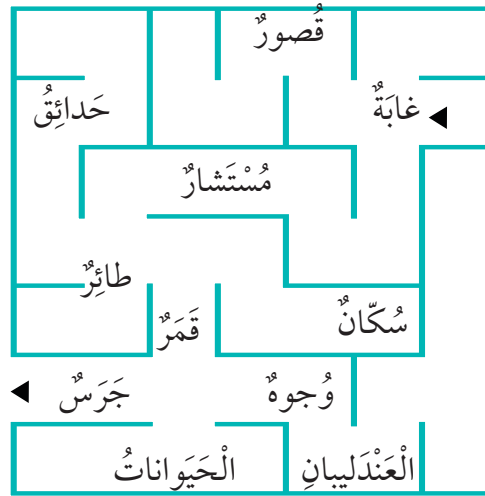 قُصورٌ
غابَةٌ
حَدائِقُ
مُسْتَشارٌ
طائِرٌ
سُكّانٌ
قَمَرٌ
وُجوهٌ
جَرَسٌ
الْعَنْدَليبانِ
الْحَيَواناتُ